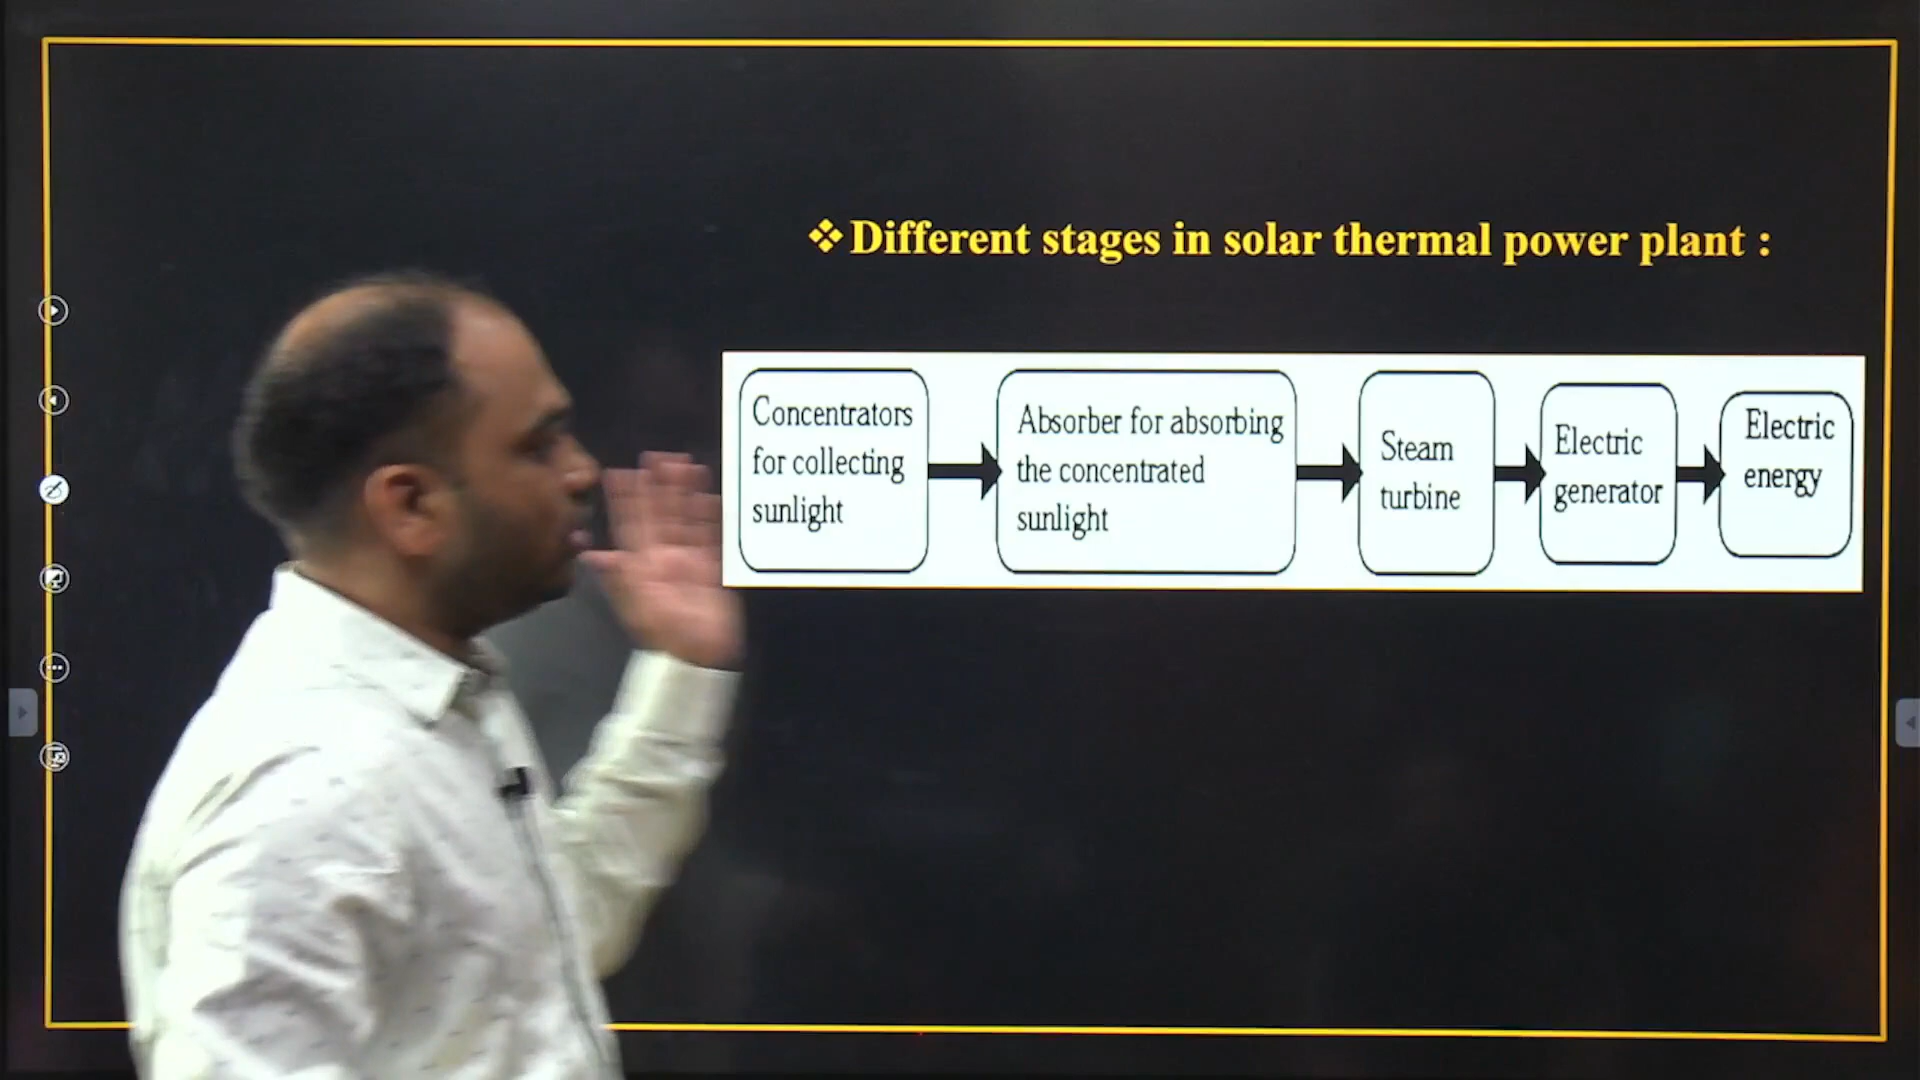 ❖ Different stages in solar thermal power plant :
Concentrators
for collecting
sunlight
Absorber for absorbing
the concentrated
sunlight
Steam
turbine
Electric
generator
Electric
energy